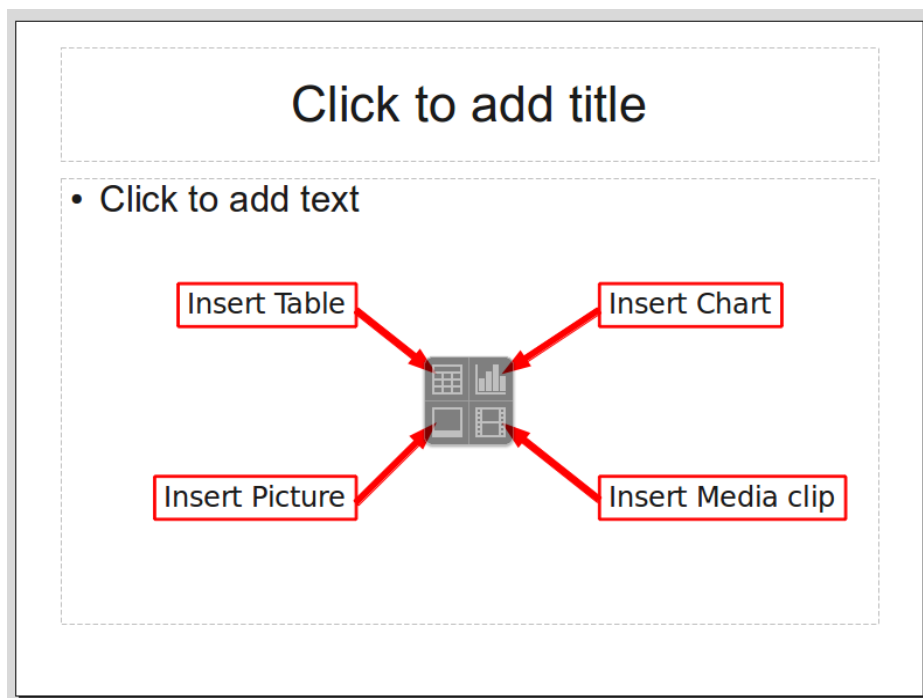 Click to add title
• Click to add text
Insert Table
Insert Chart
Insert Picture
Insert Media clip